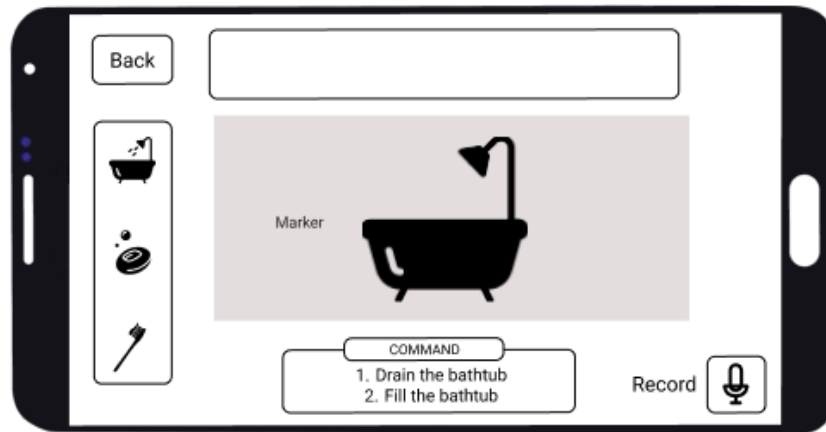 Back
Marker
COMMAND
1. Drain the bathtub
2. Fill the bathtub
Record